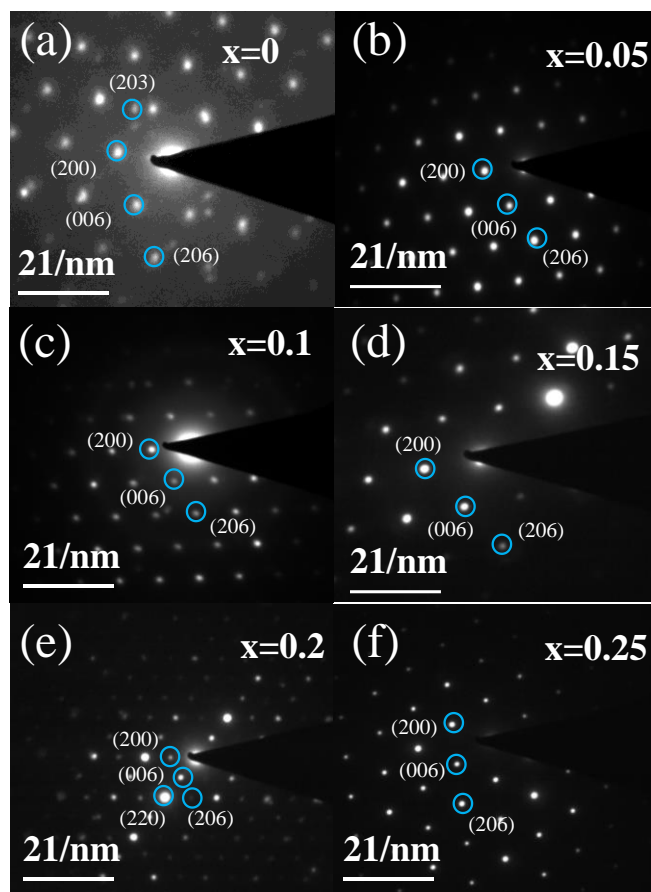 (a)
x=0
(203)
(200)
(006)
(206)
21/nm
(b)
x=0.05
(200)
(006)
(206)
21/nm
(c)
x=0.1
(200)
(006)
(206)
21/nm
(d)
x=0.15
(200)
(006)
(206)
21/nm
(e)
x=0.2
(200)
(006)
(220)
(206)
21/nm
(f)
x=0.25
(200)
(006)
(206)
21/nm